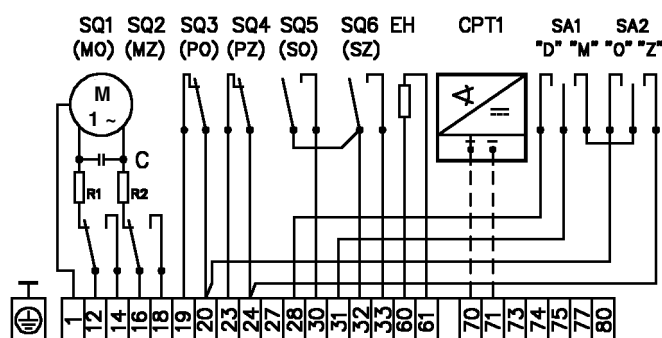 SQ1 SQ2 SQ3 SQ4 SQ5 SQ6 EH CPT1 SA1 SA2
(MO) (MZ) (PO) (PZ) (SO) (SZ) "D" "M" "O" "Z"
M
1 ~
A
C
R1 R2
+ −
1 12 14 16 18 19 20 23 24 27 28 30 31 32 33 60 61 70 71 73 74 75 77 80